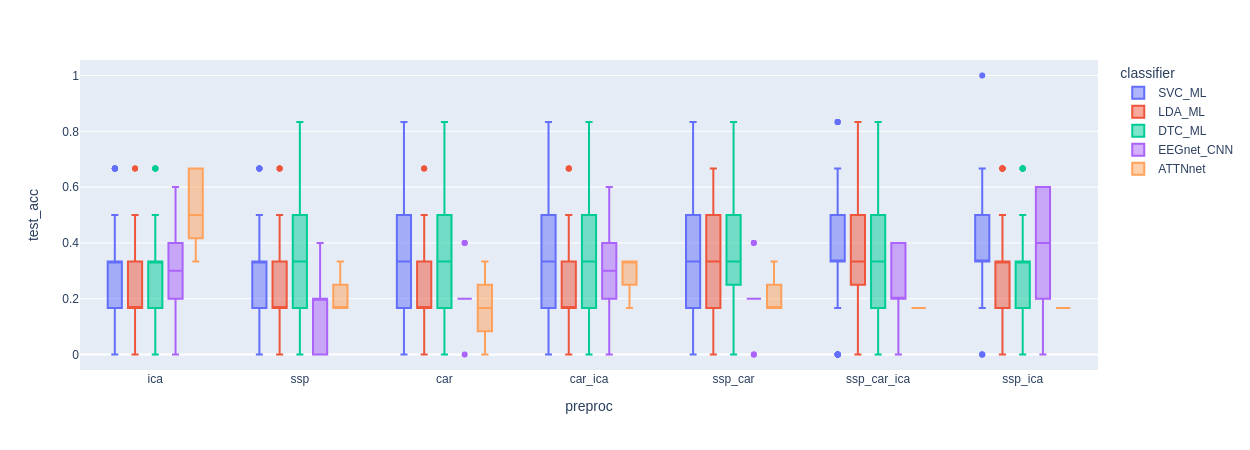 classifier
SVC_ML
LDA_ML
DTC_ML
EEGnet_CNN
ATTNnet
test_acc
1
0.8
0.6
0.4
0.2
0
ica ssp car car_ica ssp_car ssp_car_ica ssp_ica
preproc